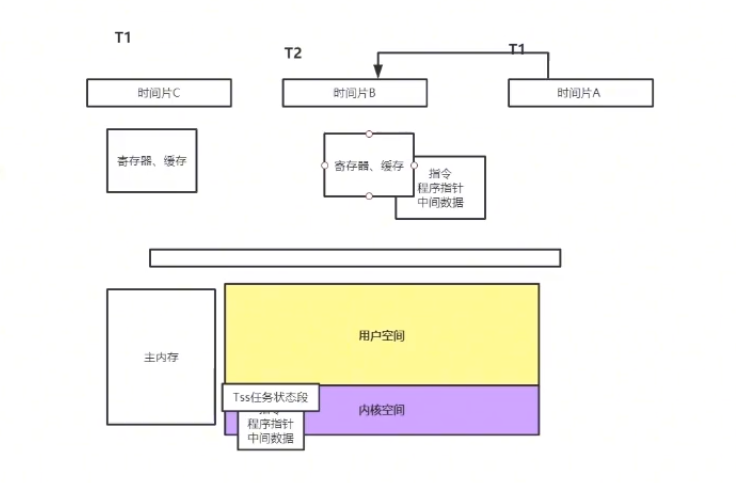 T1
T2
T1
时间片C
时间片B
时间片A
寄存器、缓存
寄存器、缓存
指令
程序指针
中间数据
主内存
用户空间
Tss任务状态段
内核空间
指令
程序指针
中间数据